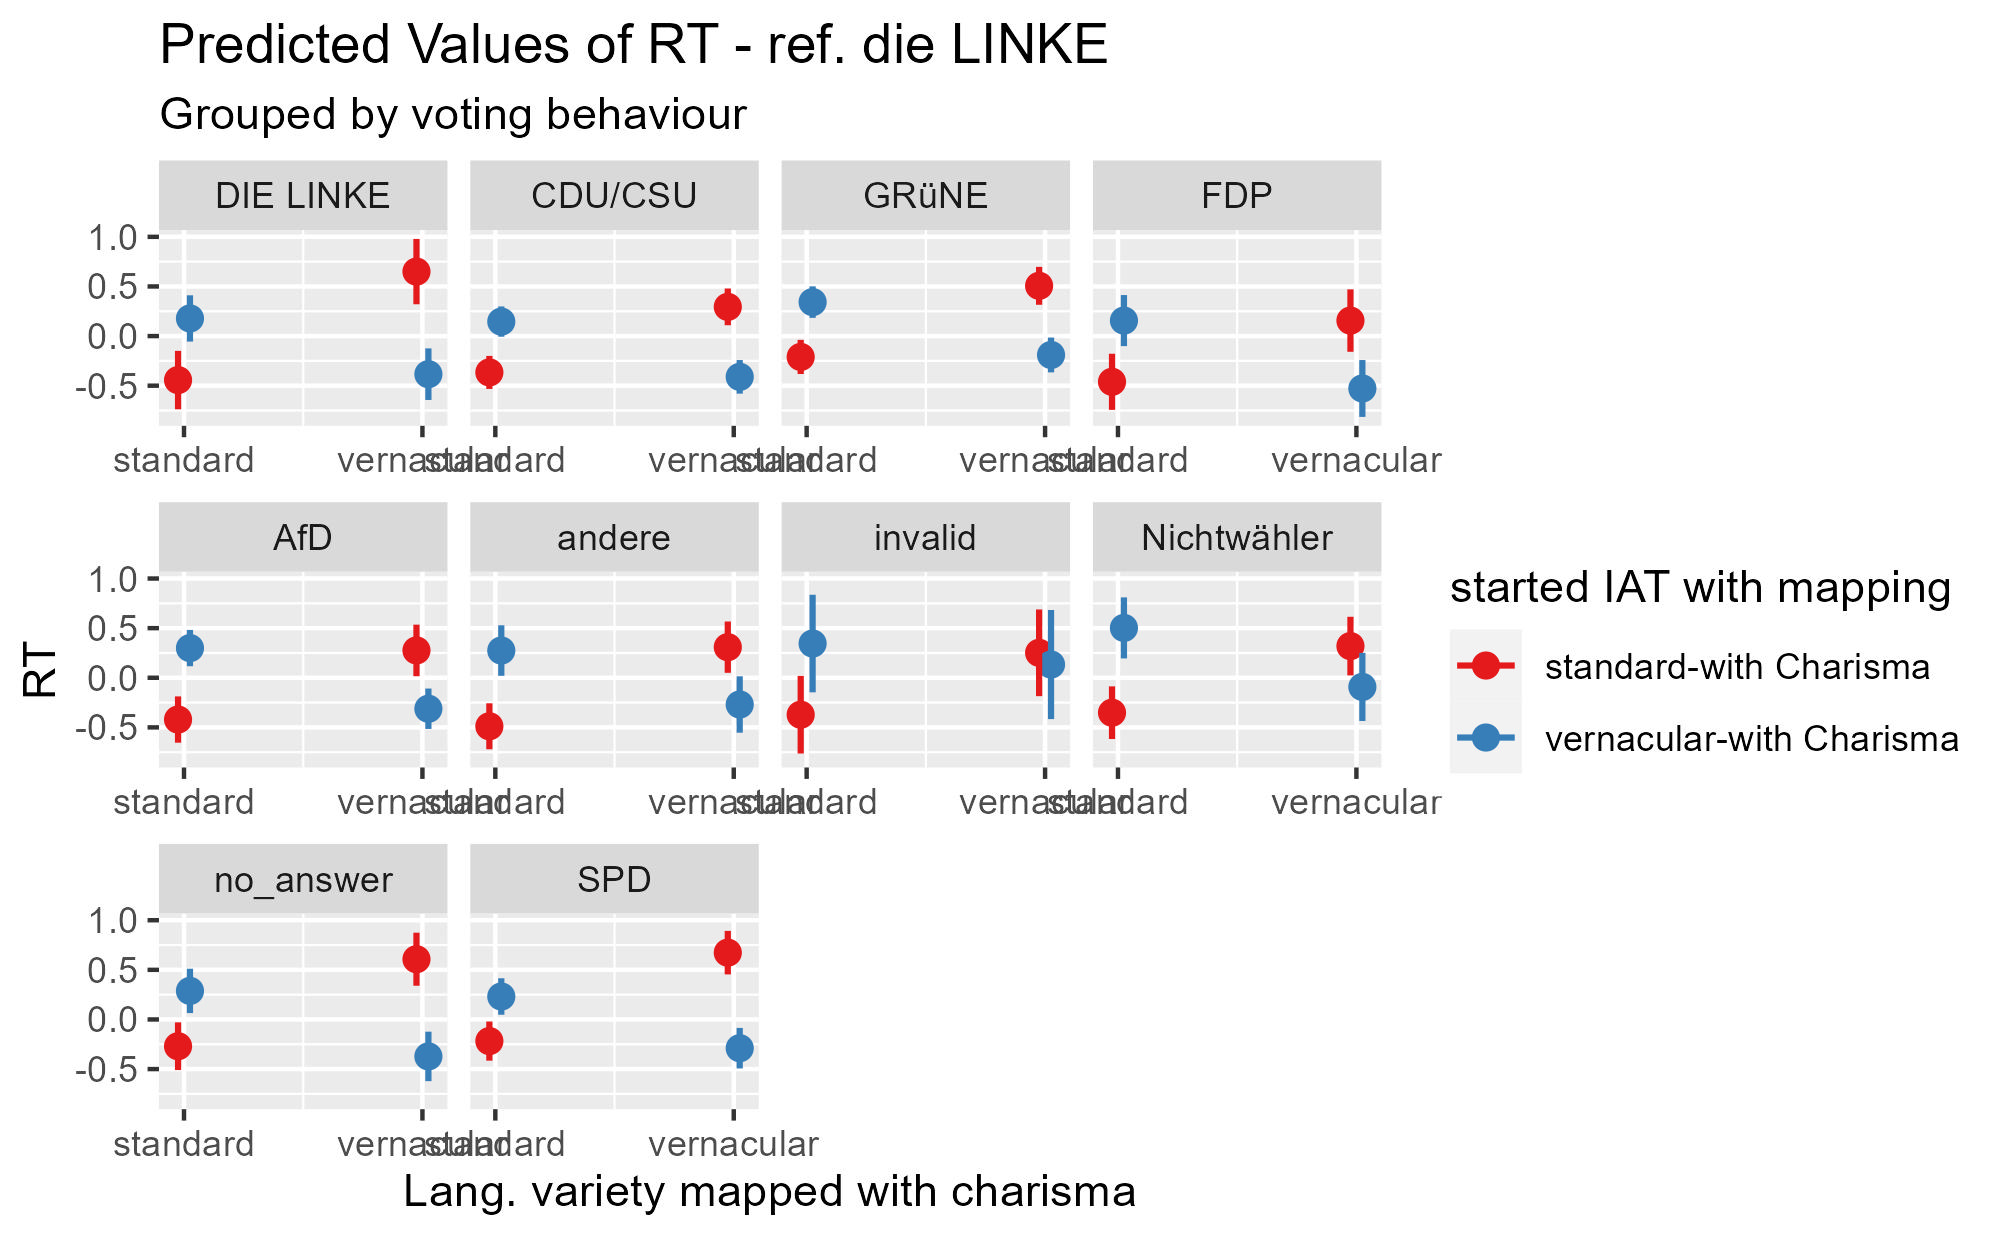 Predicted Values of RT - ref. die LINKE
Grouped by voting behaviour
DIE LINKE CDU/CSU GRüNE FDP
1.0
0.5
0.0
-0.5
standard vernacular standard vernacular standard vernacular standard vernacular
AfD andere invalid Nichtwähler
1.0
0.5
0.0
-0.5
standard vernacular standard vernacular standard vernacular standard vernacular
no_answer SPD
1.0
0.5
0.0
-0.5
standard vernacular standard vernacular
RT
Lang. variety mapped with charisma
started IAT with mapping
standard-with Charisma
vernacular-with Charisma